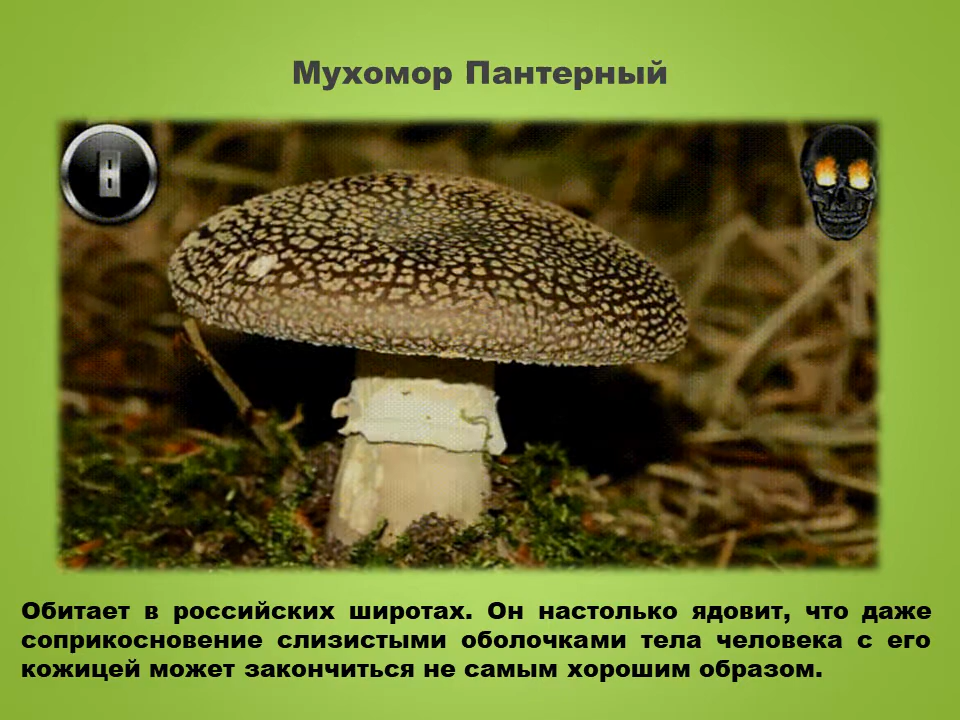 Мухомор Пантерный
8
Обитает в российских широтах. Он настолько ядовит, что даже
соприкосновение слизистыми оболочками тела человека с его
кожицей может закончиться не самым хорошим образом.